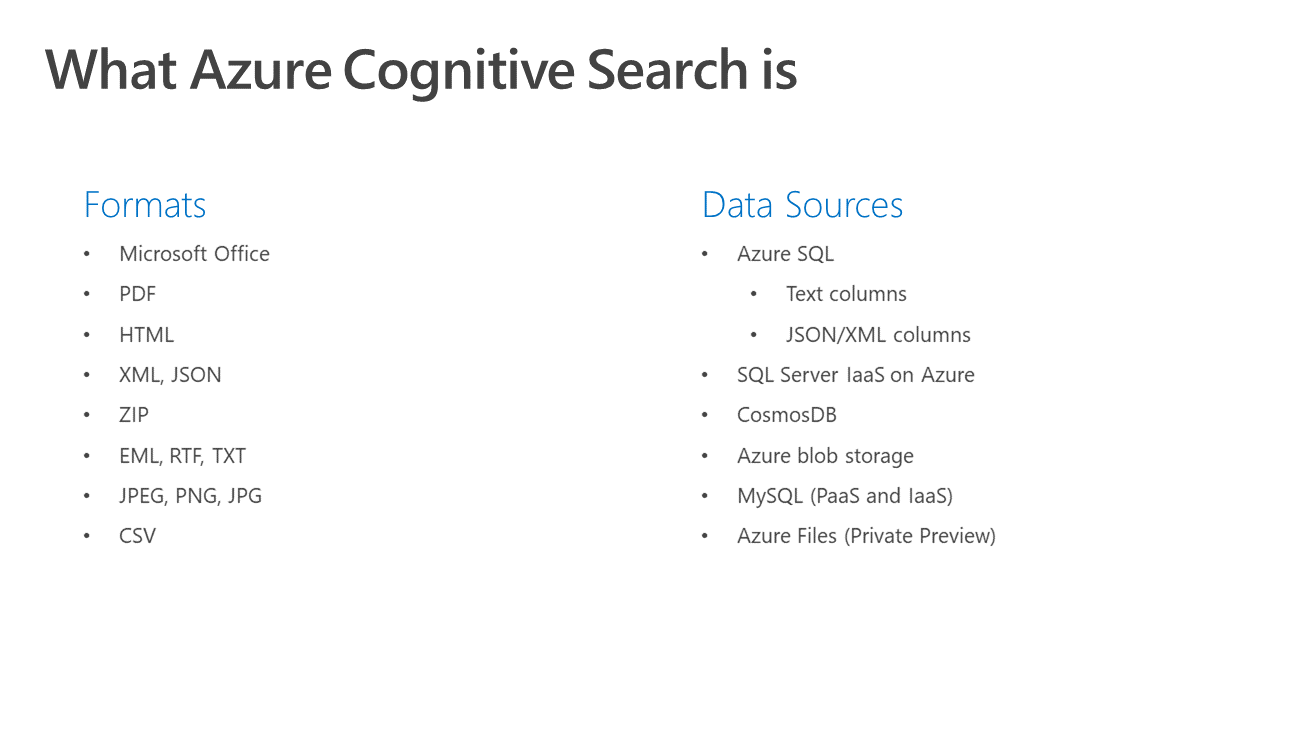 What Azure Cognitive Search is
Formats
• Microsoft Office
• PDF
• HTML
• XML, JSON
• ZIP
• EML, RTF, TXT
• JPEG, PNG, JPG
• CSV
Data Sources
• Azure SQL
• Text columns
• JSON/XML columns
• SQL Server IaaS on Azure
• CosmosDB
• Azure blob storage
• MySQL (PaaS and IaaS)
• Azure Files (Private Preview)